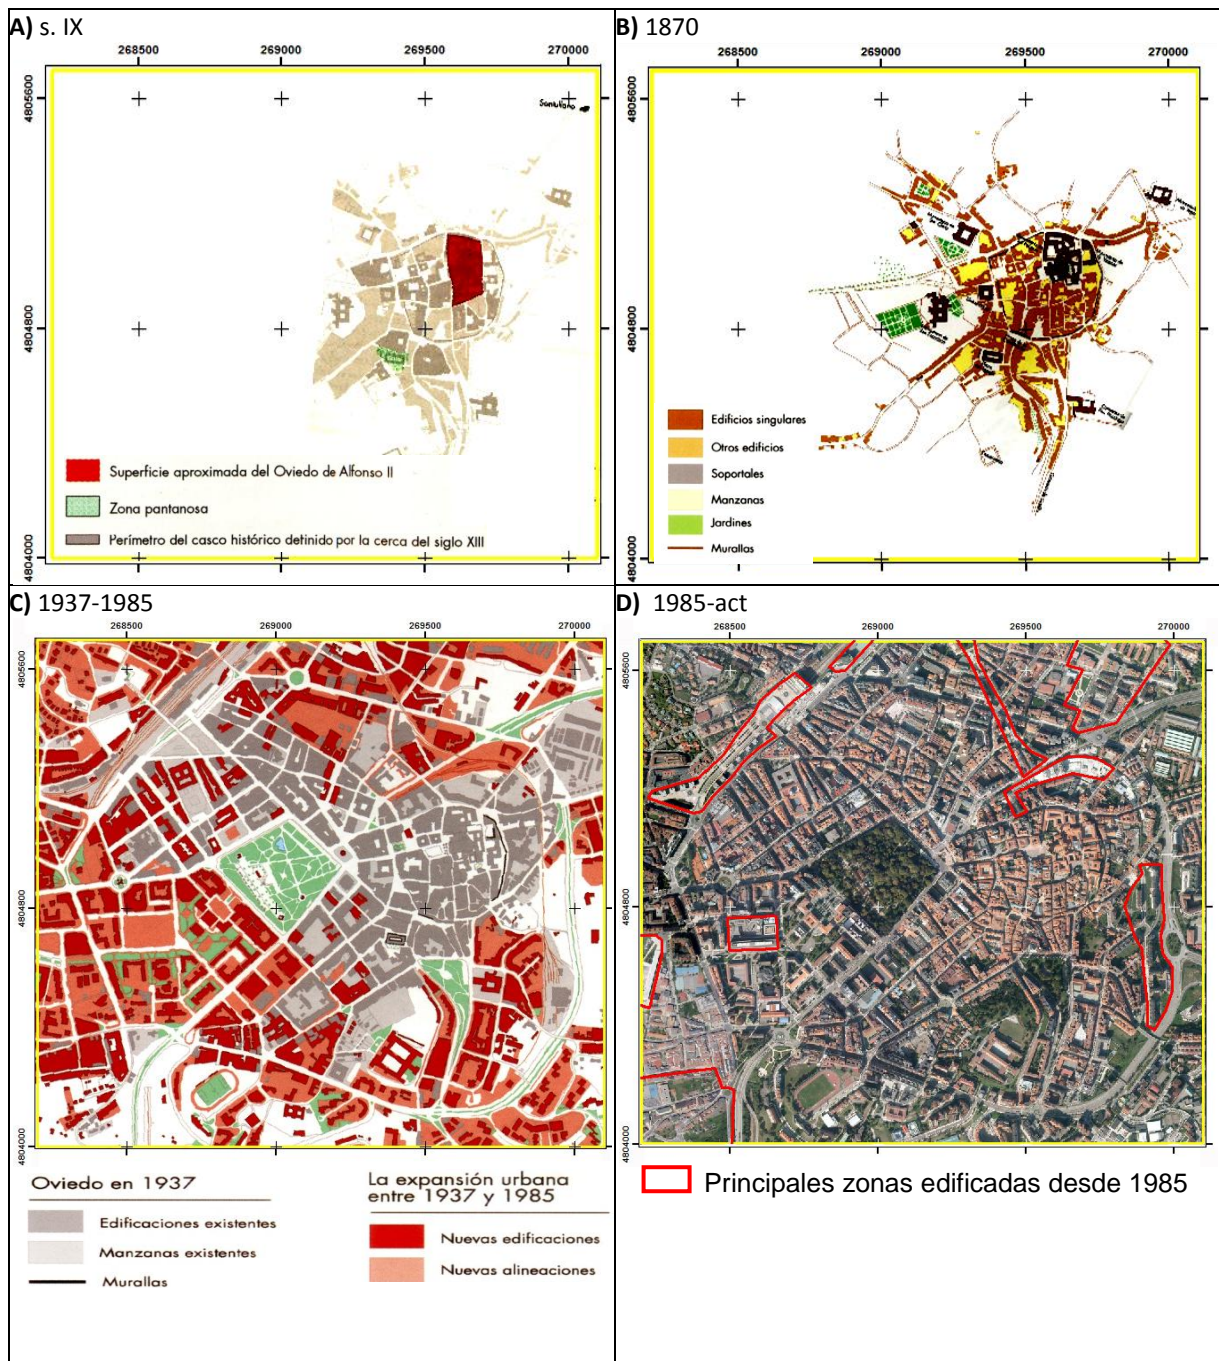 A) s. IX
268500 269000 269500 270000
4805600
4804800
4804000
Santullano
Superficie aproximada del Oviedo de Alfonso II
Zona pantanosa
Perímetro del casco histórico definido por la cerca del siglo XIII
B) 1870
268500 269000 269500 270000
4805600
4804800
4804000
Edificios singulares
Otros edificios
Soportales
Manzanas
Jardines
Murallas
C) 1937-1985
268500 269000 269500 270000
4805600
4804800
4804000
Oviedo en 1937
Edificaciones existentes
Manzanas existentes
Murallas
La expansión urbana
entre 1937 y 1985
Nuevas edificaciones
Nuevas alineaciones
D) 1985-act
268500 269000 269500 270000
4805600
4804800
4804000
Principales zonas edificadas desde 1985